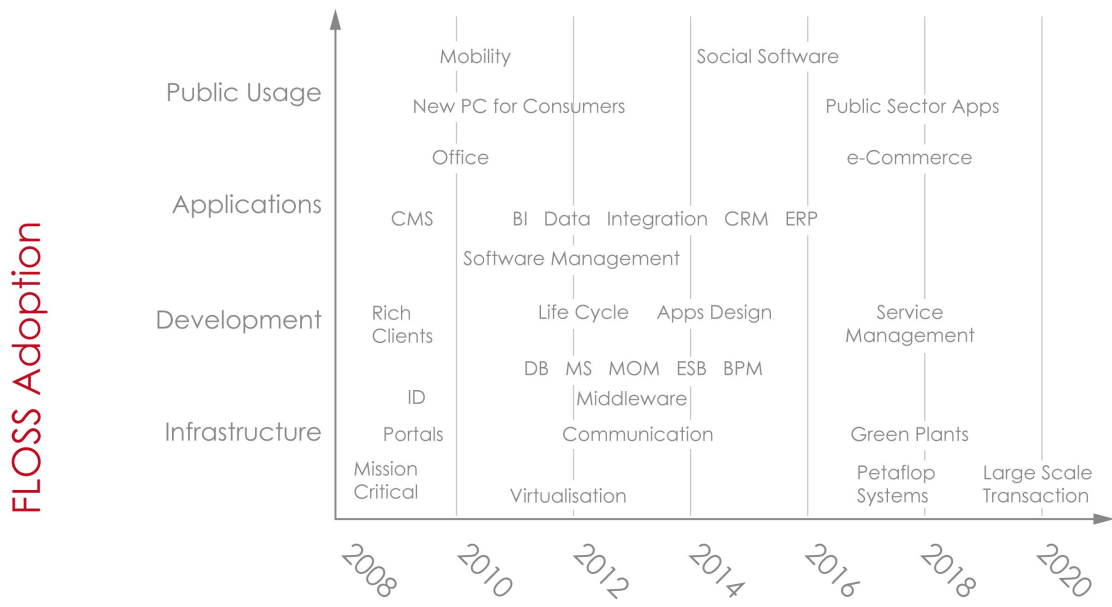 FLOSS Adoption
Public Usage
Mobility
Social Software
New PC for Consumers
Public Sector Apps
Office
e-Commerce
Applications
CMS
BI Data Integration CRM ERP
Software Management
Development
Rich
Clients
Life Cycle
Apps Design
Service
Management
DB MS MOM ESB BPM
ID
Middleware
Infrastructure
Portals
Communication
Green Plants
Mission
Critical
Virtualisation
Petaflop
Systems
Large Scale
Transaction
2008
2010
2012
2014
2016
2018
2020